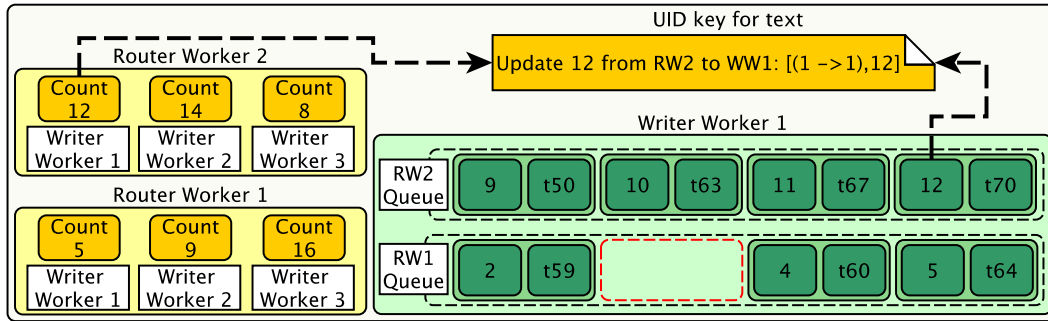 UID key for text
Update 12 from RW2 to WW1: [(1 ->1),12]
Router Worker 2
Count
12
Count
14
Count
8
Writer
Worker 1
Writer
Worker 2
Writer
Worker 3
Router Worker 1
Count
5
Count
9
Count
16
Writer
Worker 1
Writer
Worker 2
Writer
Worker 3
Writer Worker 1
RW2
Queue
9 t50 10 t63 11 t67 12 t70
RW1
Queue
2 t59 4 t60 5 t64